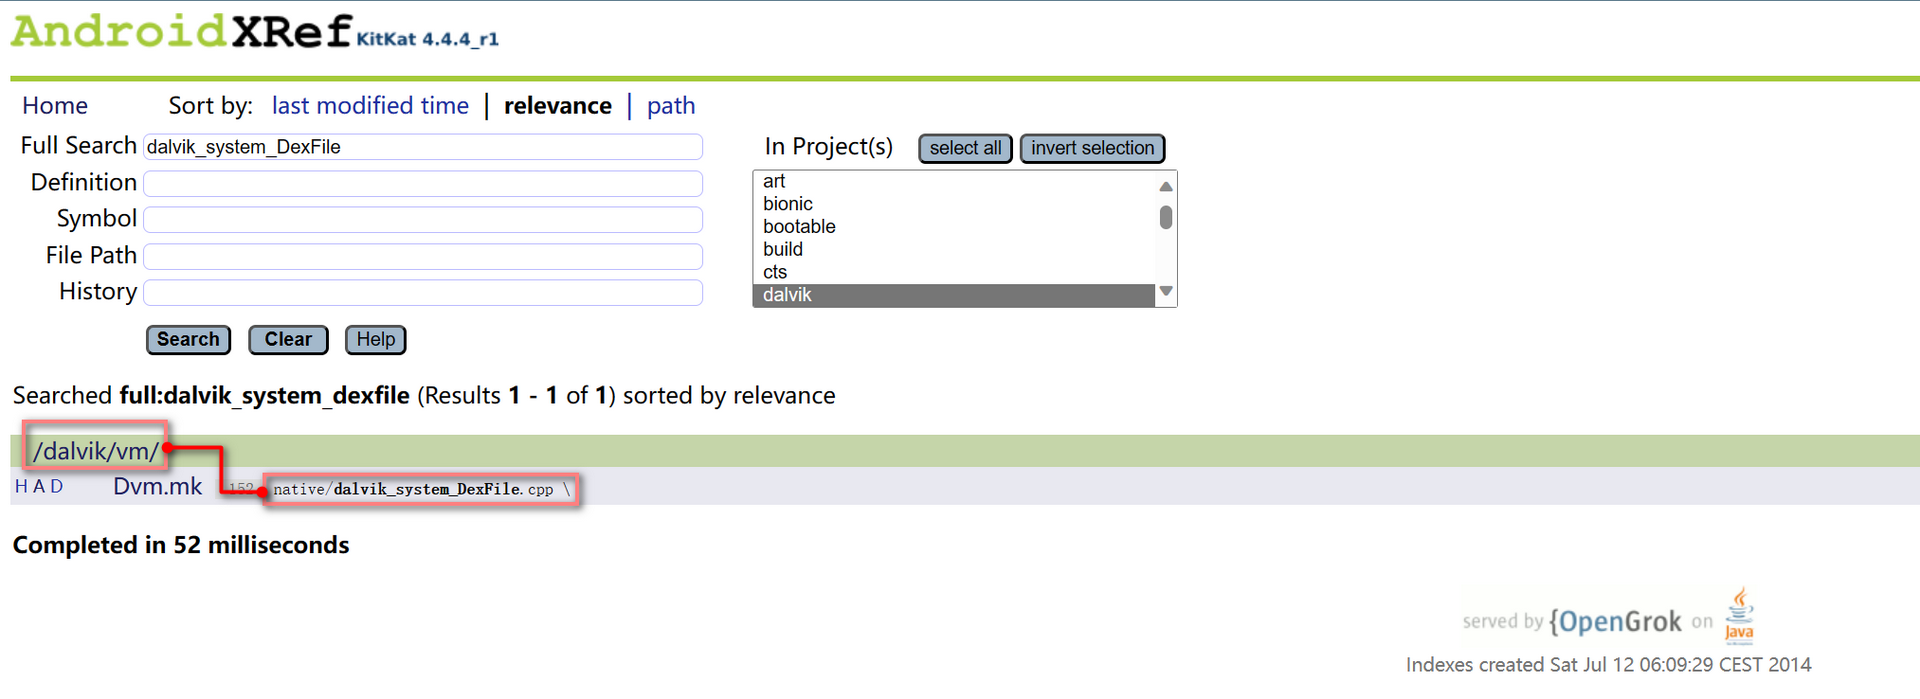 AndroidXRef KitKat 4.4.4_r1
Home Sort by: last modified time | relevance | path
Full Search dalvik_system_DexFile
Definition
Symbol
File Path
History
Search Clear Help
In Project(s) select all invert selection
art
bionic
bootable
build
cts
dalvik
Searched full:dalvik_system_dexfile (Results 1 - 1 of 1) sorted by relevance
/dalvik/vm/
H A D Dvm.mk 152 native/dalvik_system_DexFile.cpp \
Completed in 52 milliseconds
served by {OpenGrok on Java
Indexes created Sat Jul 12 06:09:29 CEST 2014